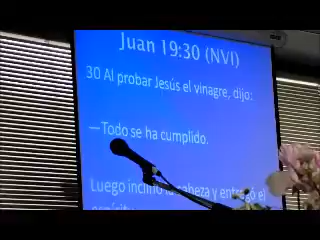 Juan 19:30 (NVI)
30 Al probar Jesús el vinagre, dijo:
—Todo se ha cumplido.
Luego inclinó la cabeza y entregó el
espíritu